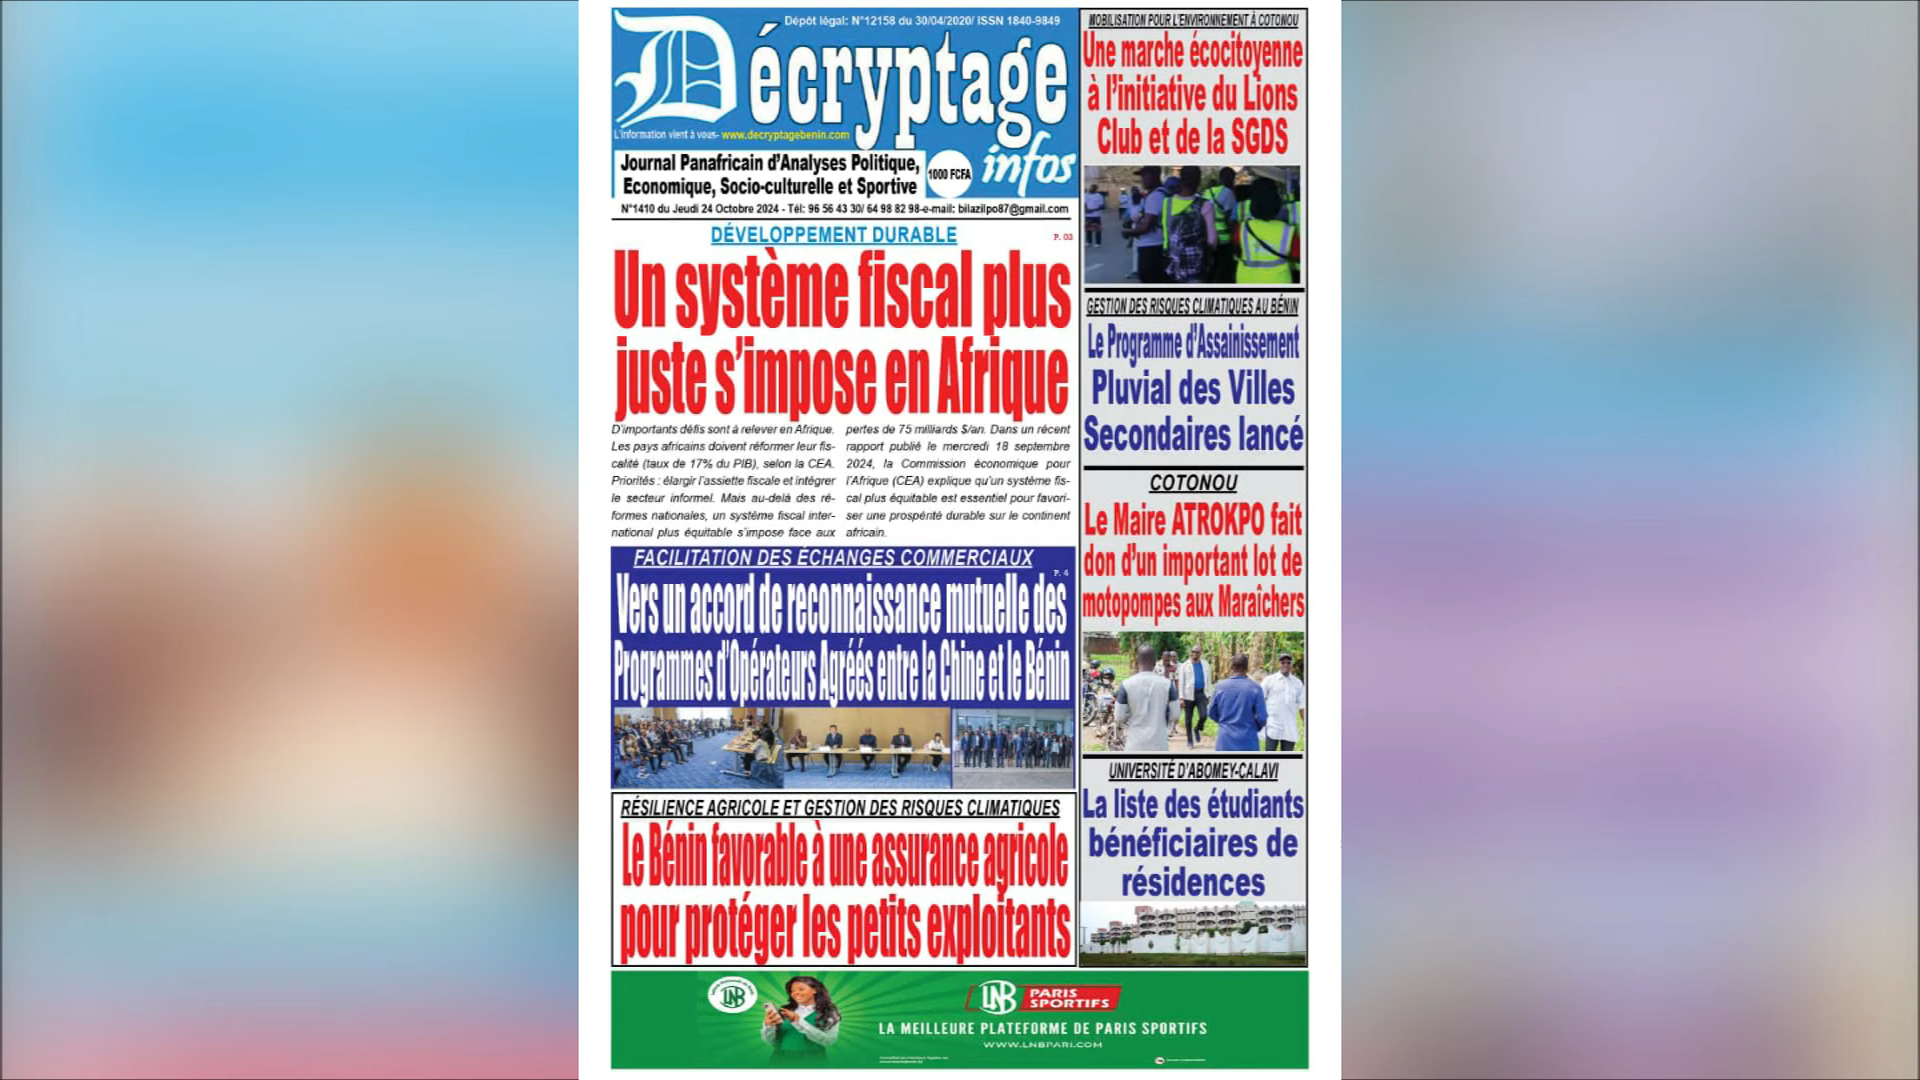 Dépôt légal: N°12158 du 30/04/2020/ ISSN 1840-9849
Décryptage
infos
L'information vient à vous- www.decryptagebenin.com
Journal Panafricain d'Analyses Politique,
Economique, Socio-culturelle et Sportive
1000 FCFA
N°1410 du Jeudi 24 Octobre 2024 - Tél: 96 56 43 30/ 64 98 82 98-e-mail: bilazilpo87@gmail.com
DÉVELOPPEMENT DURABLE
P. 03
Un système fiscal plus
juste s'impose en Afrique
D'importants défis sont à relever en Afrique.
Les pays africains doivent réformer leur fis-
calité (taux de 17% du PIB), selon la CEA.
Priorités : élargir l'assiette fiscale et intégrer
le secteur informel. Mais au-delà des ré-
formes nationales, un système fiscal inter-
national plus équitable s'impose face aux
pertes de 75 milliards $/an. Dans un récent
rapport publié le mercredi 18 septembre
2024, la Commission économique pour
l'Afrique (CEA) explique qu'un système fis-
cal plus équitable est essentiel pour favori-
ser une prospérité durable sur le continent
africain.
FACILITATION DES ÉCHANGES COMMERCIAUX
P. 4
Vers un accord de reconnaissance mutuelle des
Programmes d'Opérateurs Agréés entre la Chine et le Bénin
RÉSILIENCE AGRICOLE ET GESTION DES RISQUES CLIMATIQUES
Le Bénin favorable à une assurance agricole
pour protéger les petits exploitants
MOBILISATION POUR L'ENVIRONNEMENT À COTONOU
Une marche écocitoyenne
à l'initiative du Lions
Club et de la SGDS
GESTION DES RISQUES CLIMATIQUES AU BÉNIN
Le Programme d'Assainissement
Pluvial des Villes
Secondaires lancé
COTONOU
Le Maire ATROKPO fait
don d'un important lot de
motopompes aux Maraîchers
UNIVERSITÉ D'ABOMEY-CALAVI
La liste des étudiants
bénéficiaires de
résidences
LNB
LNB PARIS
SPORTIFS
LA MEILLEURE PLATEFORME DE PARIS SPORTIFS
WWW.LNBPARI.COM